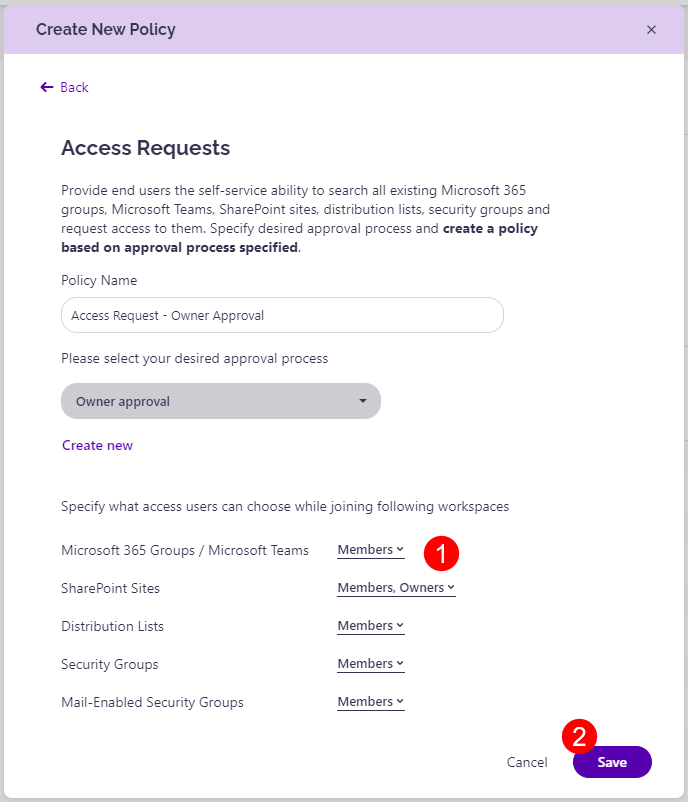 Create New Policy
Back
Access Requests
Provide end users the self-service ability to search all existing Microsoft 365
groups, Microsoft Teams, SharePoint sites, distribution lists, security groups and
request access to them. Specify desired approval process and create a policy
based on approval process specified.
Policy Name
Access Request - Owner Approval
Please select your desired approval process
Owner approval
Create new
Specify what access users can choose while joining following workspaces
Microsoft 365 Groups / Microsoft Teams Members 1
SharePoint Sites Members, Owners
Distribution Lists Members
Security Groups Members
Mail-Enabled Security Groups Members
2
Cancel Save